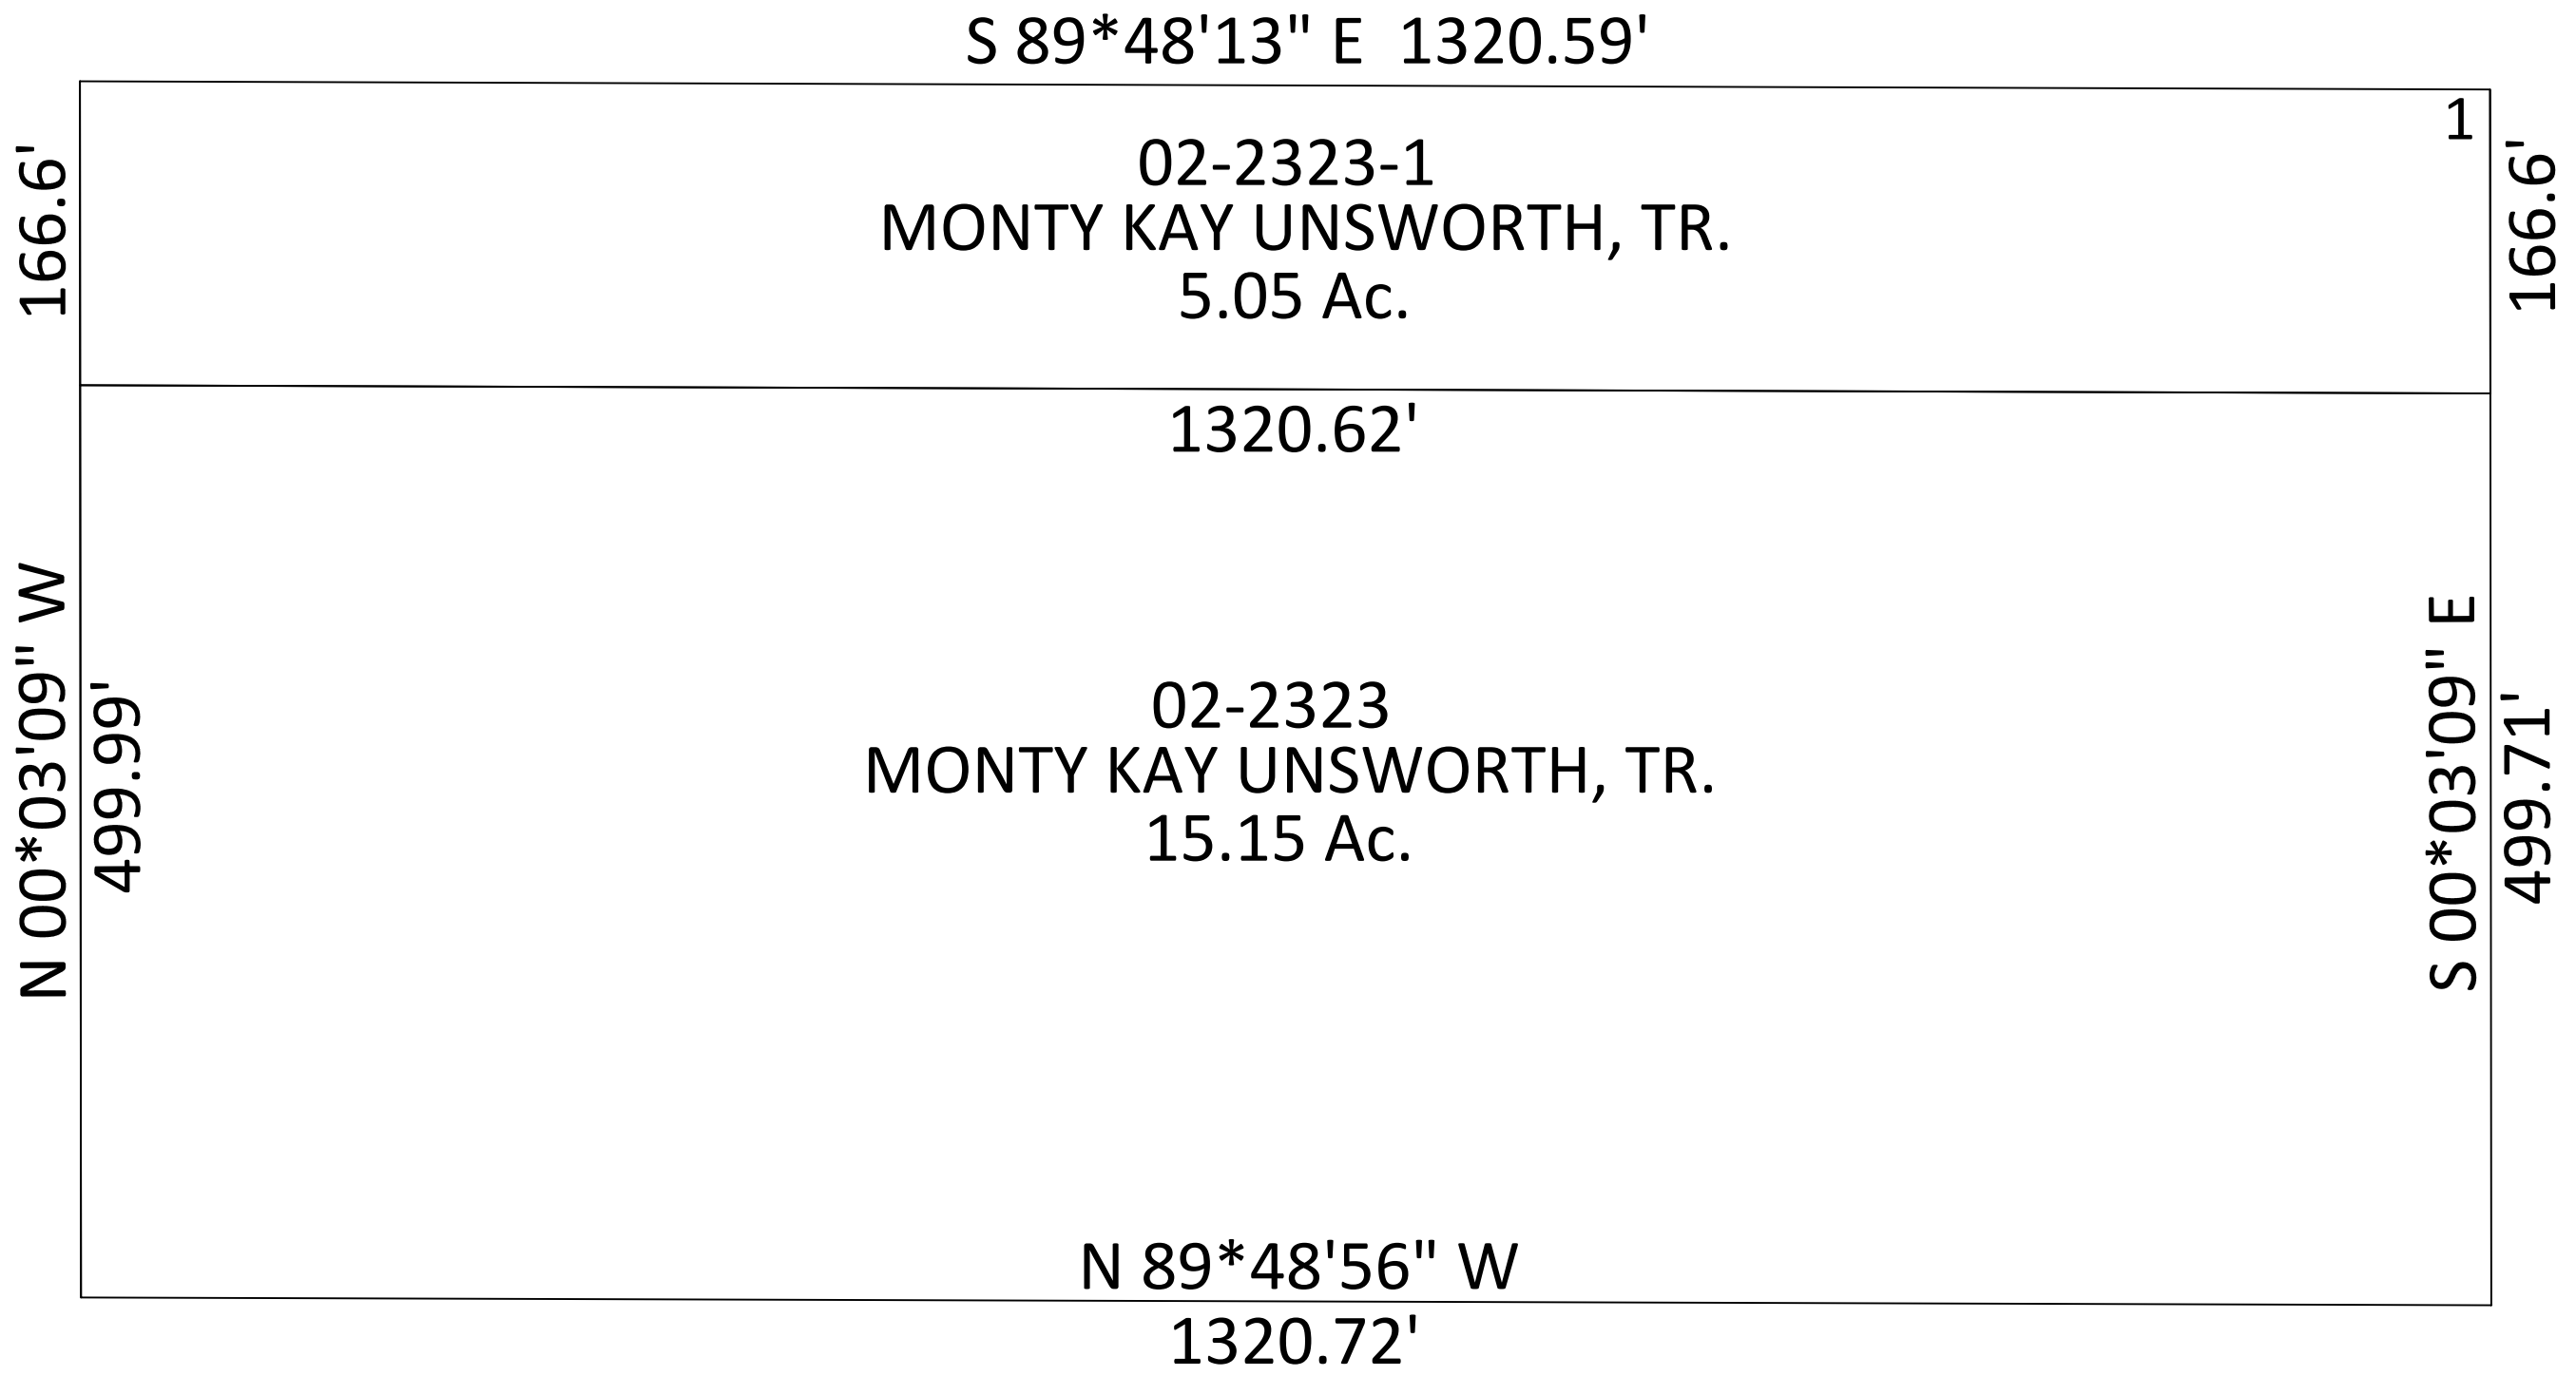 S 89*48'13" E  1320.59'
1
166.6'
166.6'
02-2323-1
MONTY KAY UNSWORTH, TR.
5.05 Ac.
1320.62'
N 00*03'09" W
499.99'
02-2323
MONTY KAY UNSWORTH, TR.
15.15 Ac.
S 00*03'09" E
499.71'
N 89*48'56" W
1320.72'